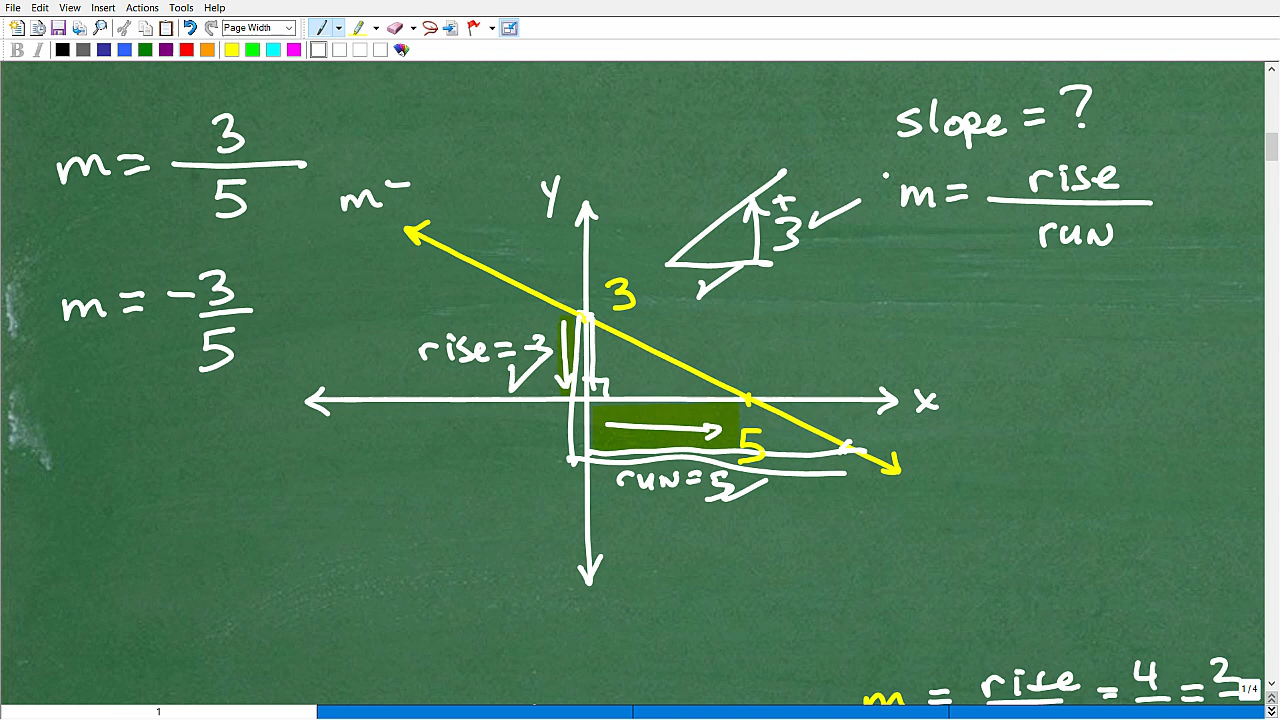 File Edit View Insert Actions Tools Help
Page Width
B I
slope = ?
m = 3/5
m = rise/run
m -
y
+
3
3
m = -3/5
rise = -3
x
5
run = 5
m = rise = 4 = 2
1/4
1